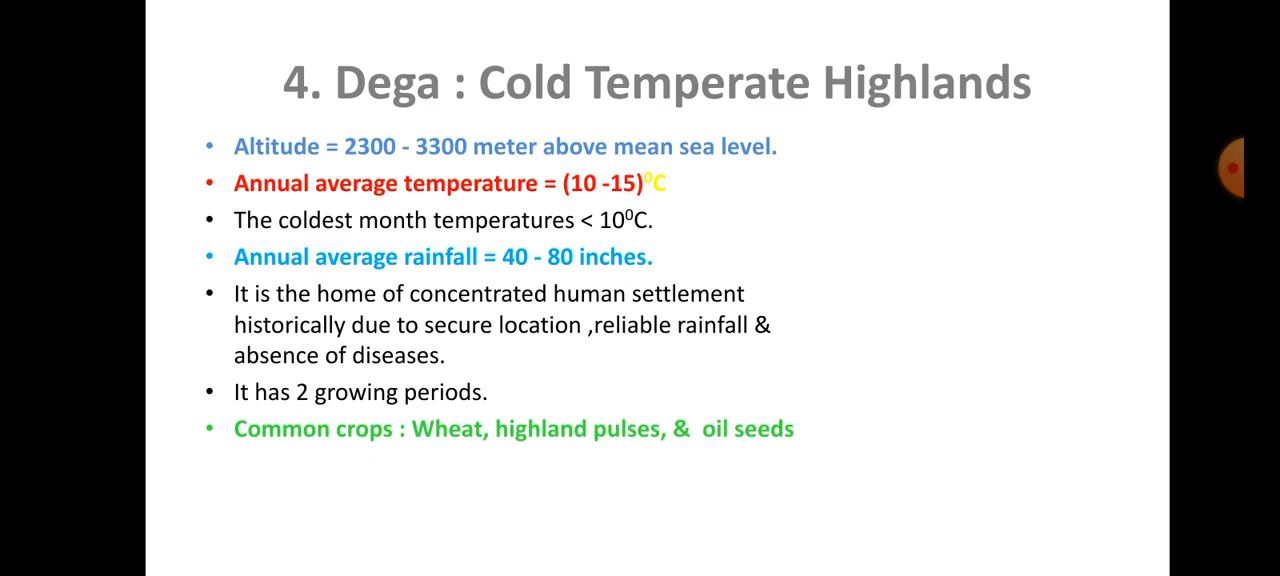 4. Dega : Cold Temperate Highlands
• Altitude = 2300 - 3300 meter above mean sea level.
• Annual average temperature = (10 -15)⁰C
• The coldest month temperatures < 10⁰C.
• Annual average rainfall = 40 - 80 inches.
• It is the home of concentrated human settlement
historically due to secure location ,reliable rainfall &
absence of diseases.
• It has 2 growing periods.
• Common crops : Wheat, highland pulses, & oil seeds